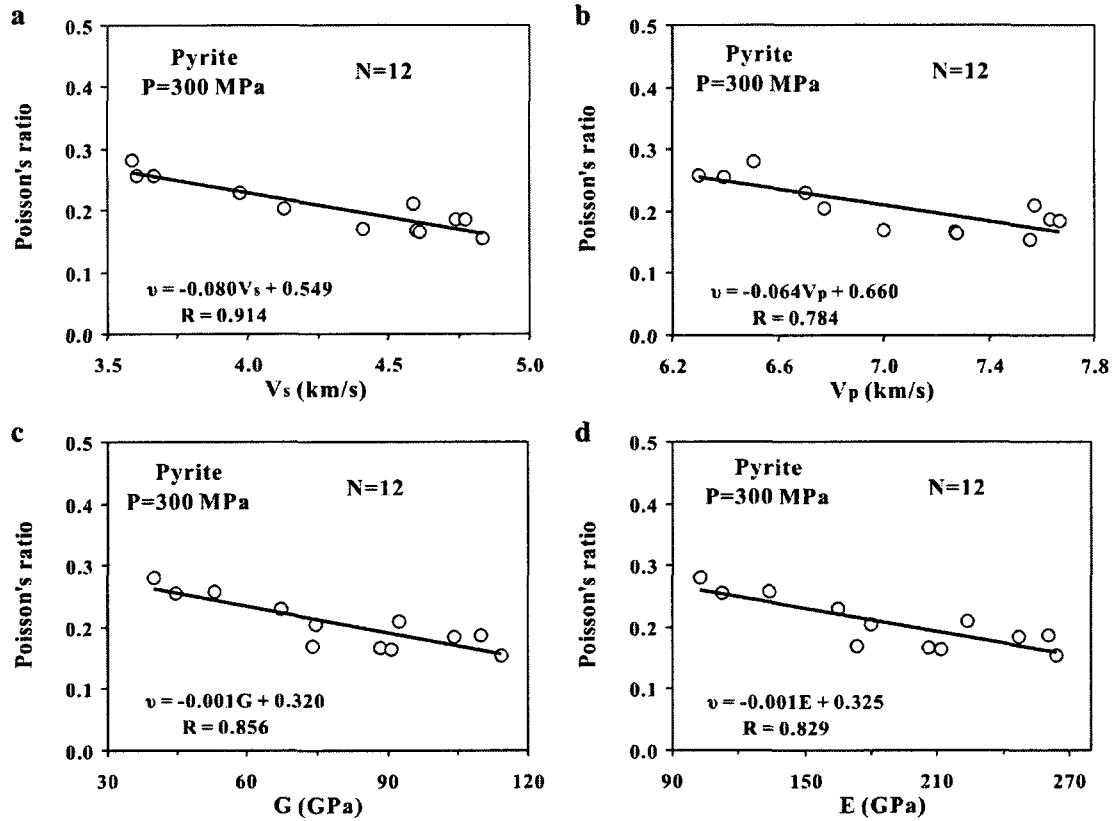 a
0.5
0.4
0.3
0.2
0.1
0.0
Poisson's ratio
Pyrite
P=300 MPa
N=12
υ = -0.080Vs + 0.549
R = 0.914
3.5
4.0
4.5
5.0
Vs (km/s)
b
0.5
0.4
0.3
0.2
0.1
0.0
Poisson's ratio
Pyrite
P=300 MPa
N=12
υ = -0.064Vp + 0.660
R = 0.784
6.2
6.6
7.0
7.4
7.8
Vp (km/s)
c
0.5
0.4
0.3
0.2
0.1
0.0
Poisson's ratio
Pyrite
P=300 MPa
N=12
υ = -0.001G + 0.320
R = 0.856
30
60
90
120
G (GPa)
d
0.5
0.4
0.3
0.2
0.1
0.0
Poisson's ratio
Pyrite
P=300 MPa
N=12
υ = -0.001E + 0.325
R = 0.829
90
150
210
270
E (GPa)